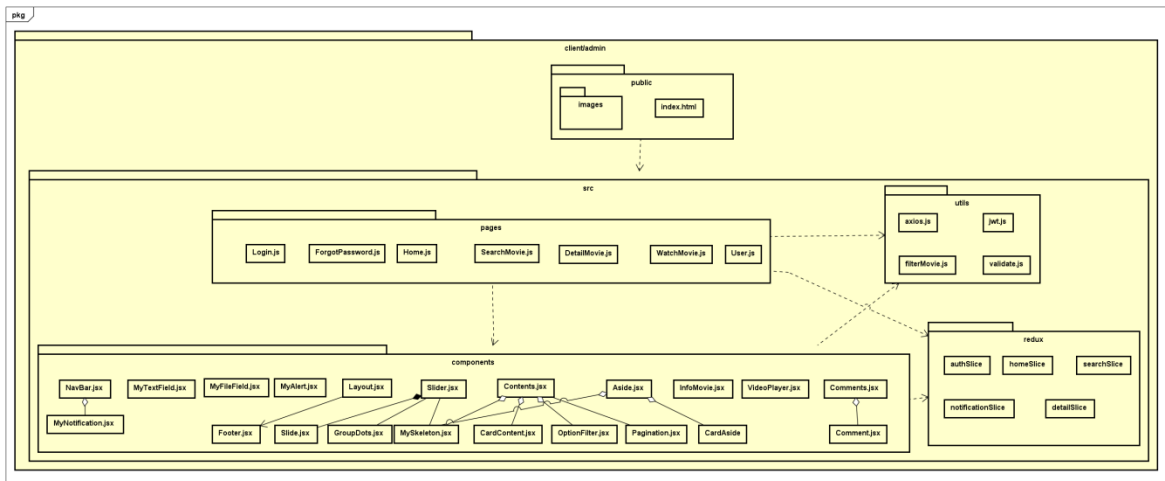 pkg
client/admin
public
images
index.html
src
utils
axios.js
jwt.js
filterMovie.js
validate.js
pages
Login.js
ForgotPassword.js
Home.js
SearchMovie.js
DetailMovie.js
WatchMovie.js
User.js
redux
authSlice
homeSlice
searchSlice
notificationSlice
detailSlice
components
NavBar.jsx
MyTextField.jsx
MyFileField.jsx
MyAlert.jsx
Layout.jsx
Slider.jsx
Contents.jsx
Aside.jsx
InfoMovie.jsx
VideoPlayer.jsx
Comments.jsx
MyNotification.jsx
Footer.jsx
Slide.jsx
GroupDots.jsx
MySkeleton.jsx
CardContent.jsx
OptionFilter.jsx
Pagination.jsx
CardAside
Comment.jsx